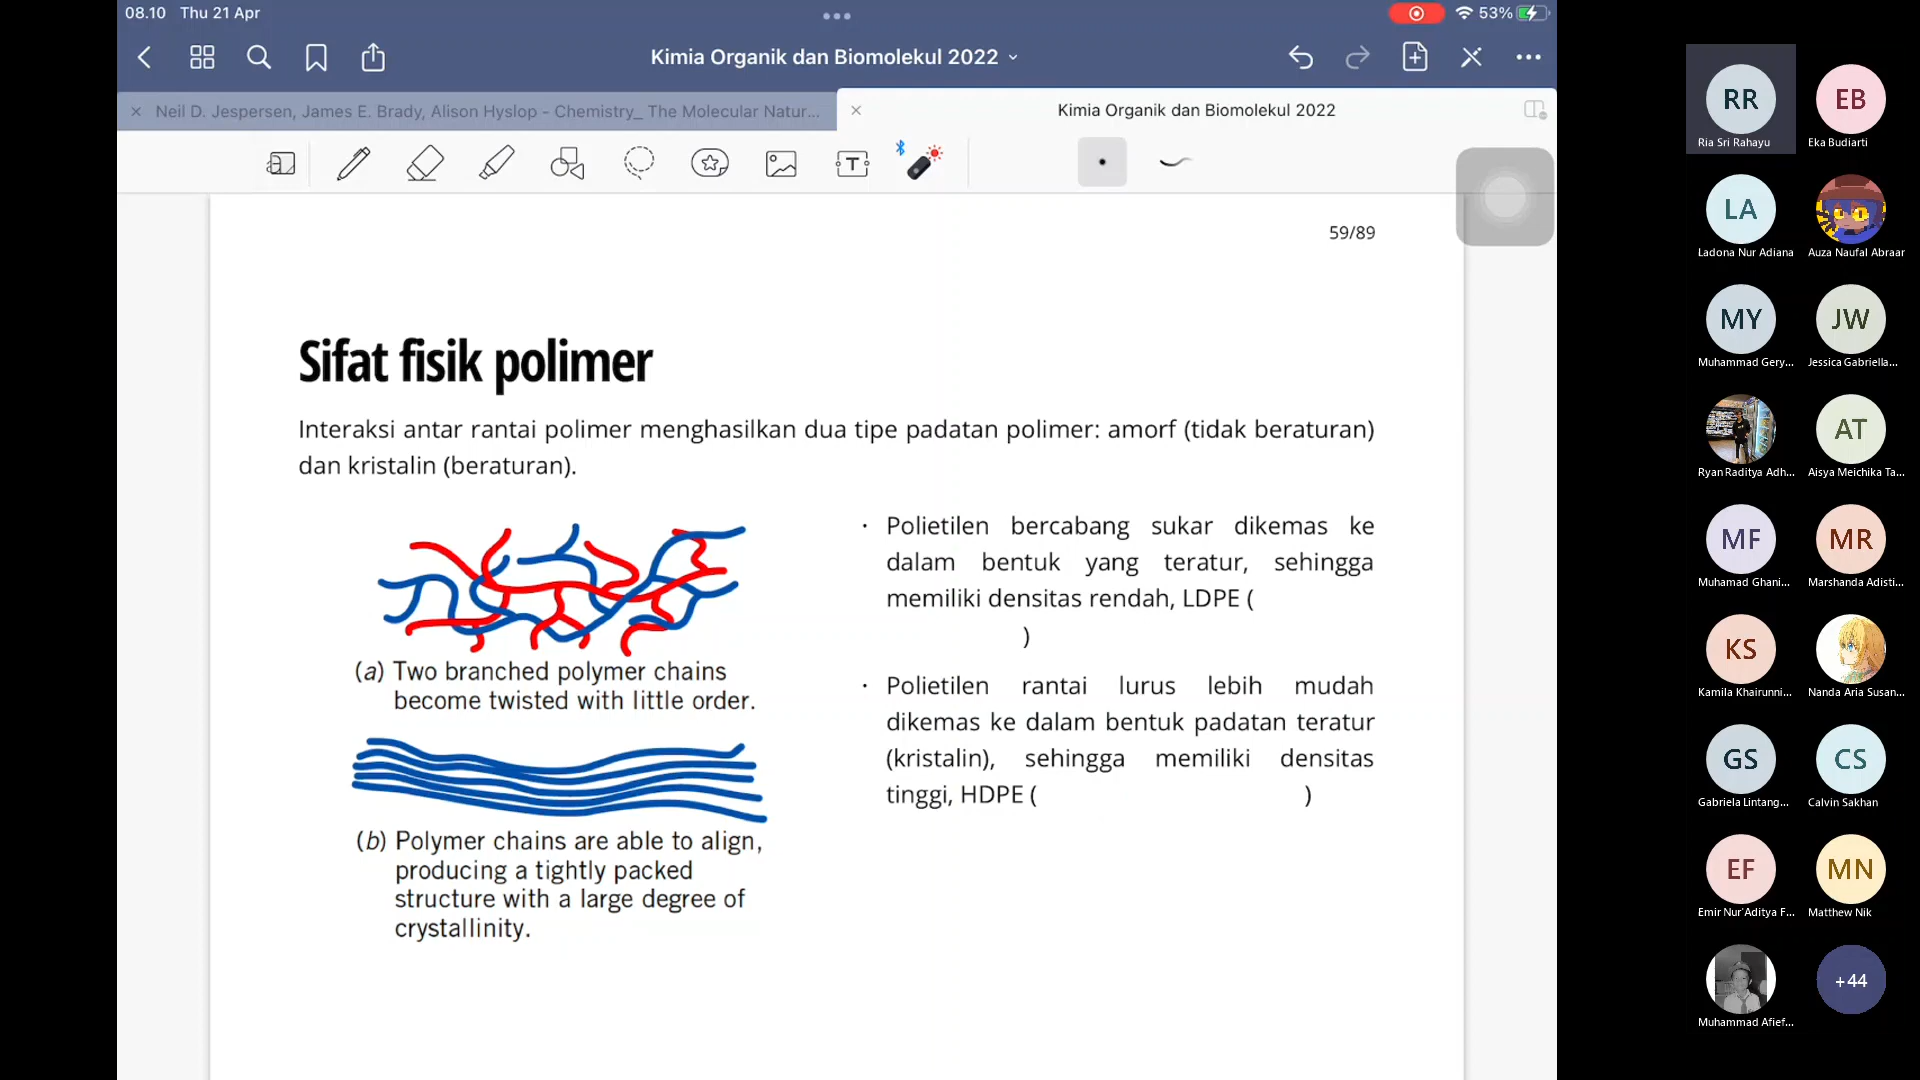 08.10 Thu 21 Apr
53%
Kimia Organik dan Biomolekul 2022
Neil D. Jespersen, James E. Brady, Alison Hyslop - Chemistry_ The Molecular Natur...
Kimia Organik dan Biomolekul 2022
59/89
Sifat fisik polimer
Interaksi antar rantai polimer menghasilkan dua tipe padatan polimer: amorf (tidak beraturan)
dan kristalin (beraturan).
(a) Two branched polymer chains
become twisted with little order.
(b) Polymer chains are able to align,
producing a tightly packed
structure with a large degree of
crystallinity.
· Polietilen bercabang sukar dikemas ke
dalam bentuk yang teratur, sehingga
memiliki densitas rendah, LDPE (
)
· Polietilen rantai lurus lebih mudah
dikemas ke dalam bentuk padatan teratur
(kristalin), sehingga memiliki densitas
tinggi, HDPE ( )
RR
Ria Sri Rahayu
EB
Eka Budiarti
LA
Ladona Nur Adiana
Auza Naufal Abraar
MY
Muhammad Gery...
JW
Jessica Gabriella...
Ryan Raditya Adh...
AT
Aisya Meichika Ta...
MF
Muhamad Ghani...
MR
Marshanda Adisti...
KS
Kamila Khairunni...
Nanda Aria Susan...
GS
Gabriela Lintang...
CS
Calvin Sakhan
EF
Emir Nur'Aditya F...
MN
Matthew Nik
Muhammad Afief...
+44